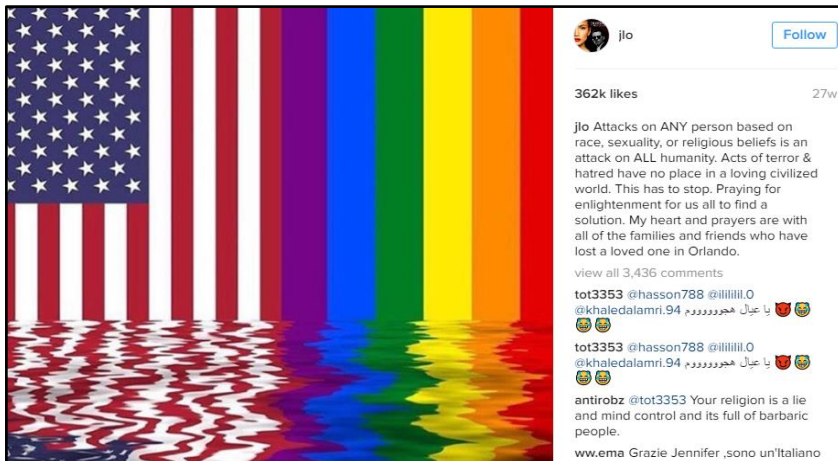 jlo
Follow
362k likes
27w
jlo Attacks on ANY person based on
race, sexuality, or religious beliefs is an
attack on ALL humanity. Acts of terror &
hatred have no place in a loving civilized
world. This has to stop. Praying for
enlightenment for us all to find a
solution. My heart and prayers are with
all of the families and friends who have
lost a loved one in Orlando.
view all 3,436 comments
tot3353 @hasson788 @ilililil.0
@khaledalamri.94 يا عيال هجوررررروم 😈😂
😂😂
tot3353 @hasson788 @ilililil.0
@khaledalamri.94 يا عيال هجوررررروم 😈😂
😂😂
antirobz @tot3353 Your religion is a lie
and mind control and its full of barbaric
people.
ww.ema Grazie Jennifer ,sono un'Italiano